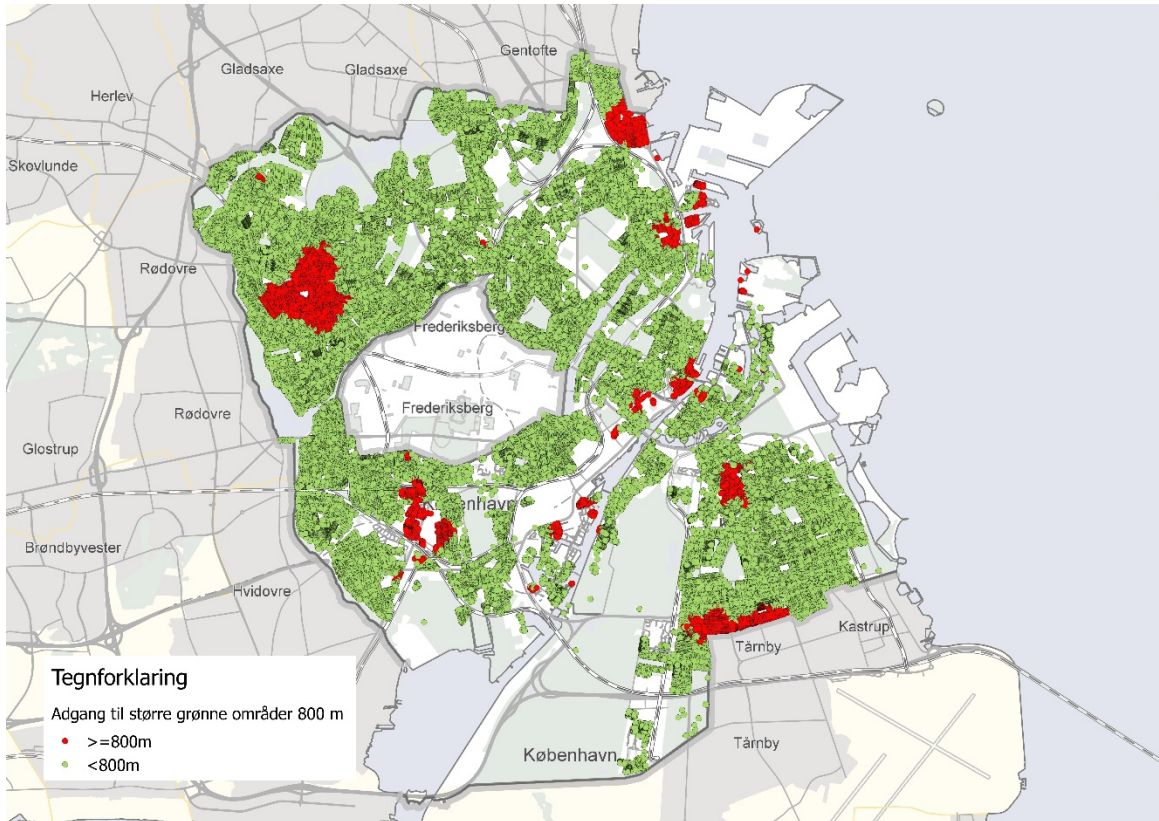 Gentofte
Gladsaxe
Gladsaxe
Herlev
Skovlunde
Rødovre
Frederiksberg
Frederiksberg
Rødovre
Glostrup
København
Brøndbyvester
Hvidovre
Kastrup
Tårnby
Tårnby
København
Tegnforklaring
Adgang til større grønne områder 800 m
>=800m
<800m